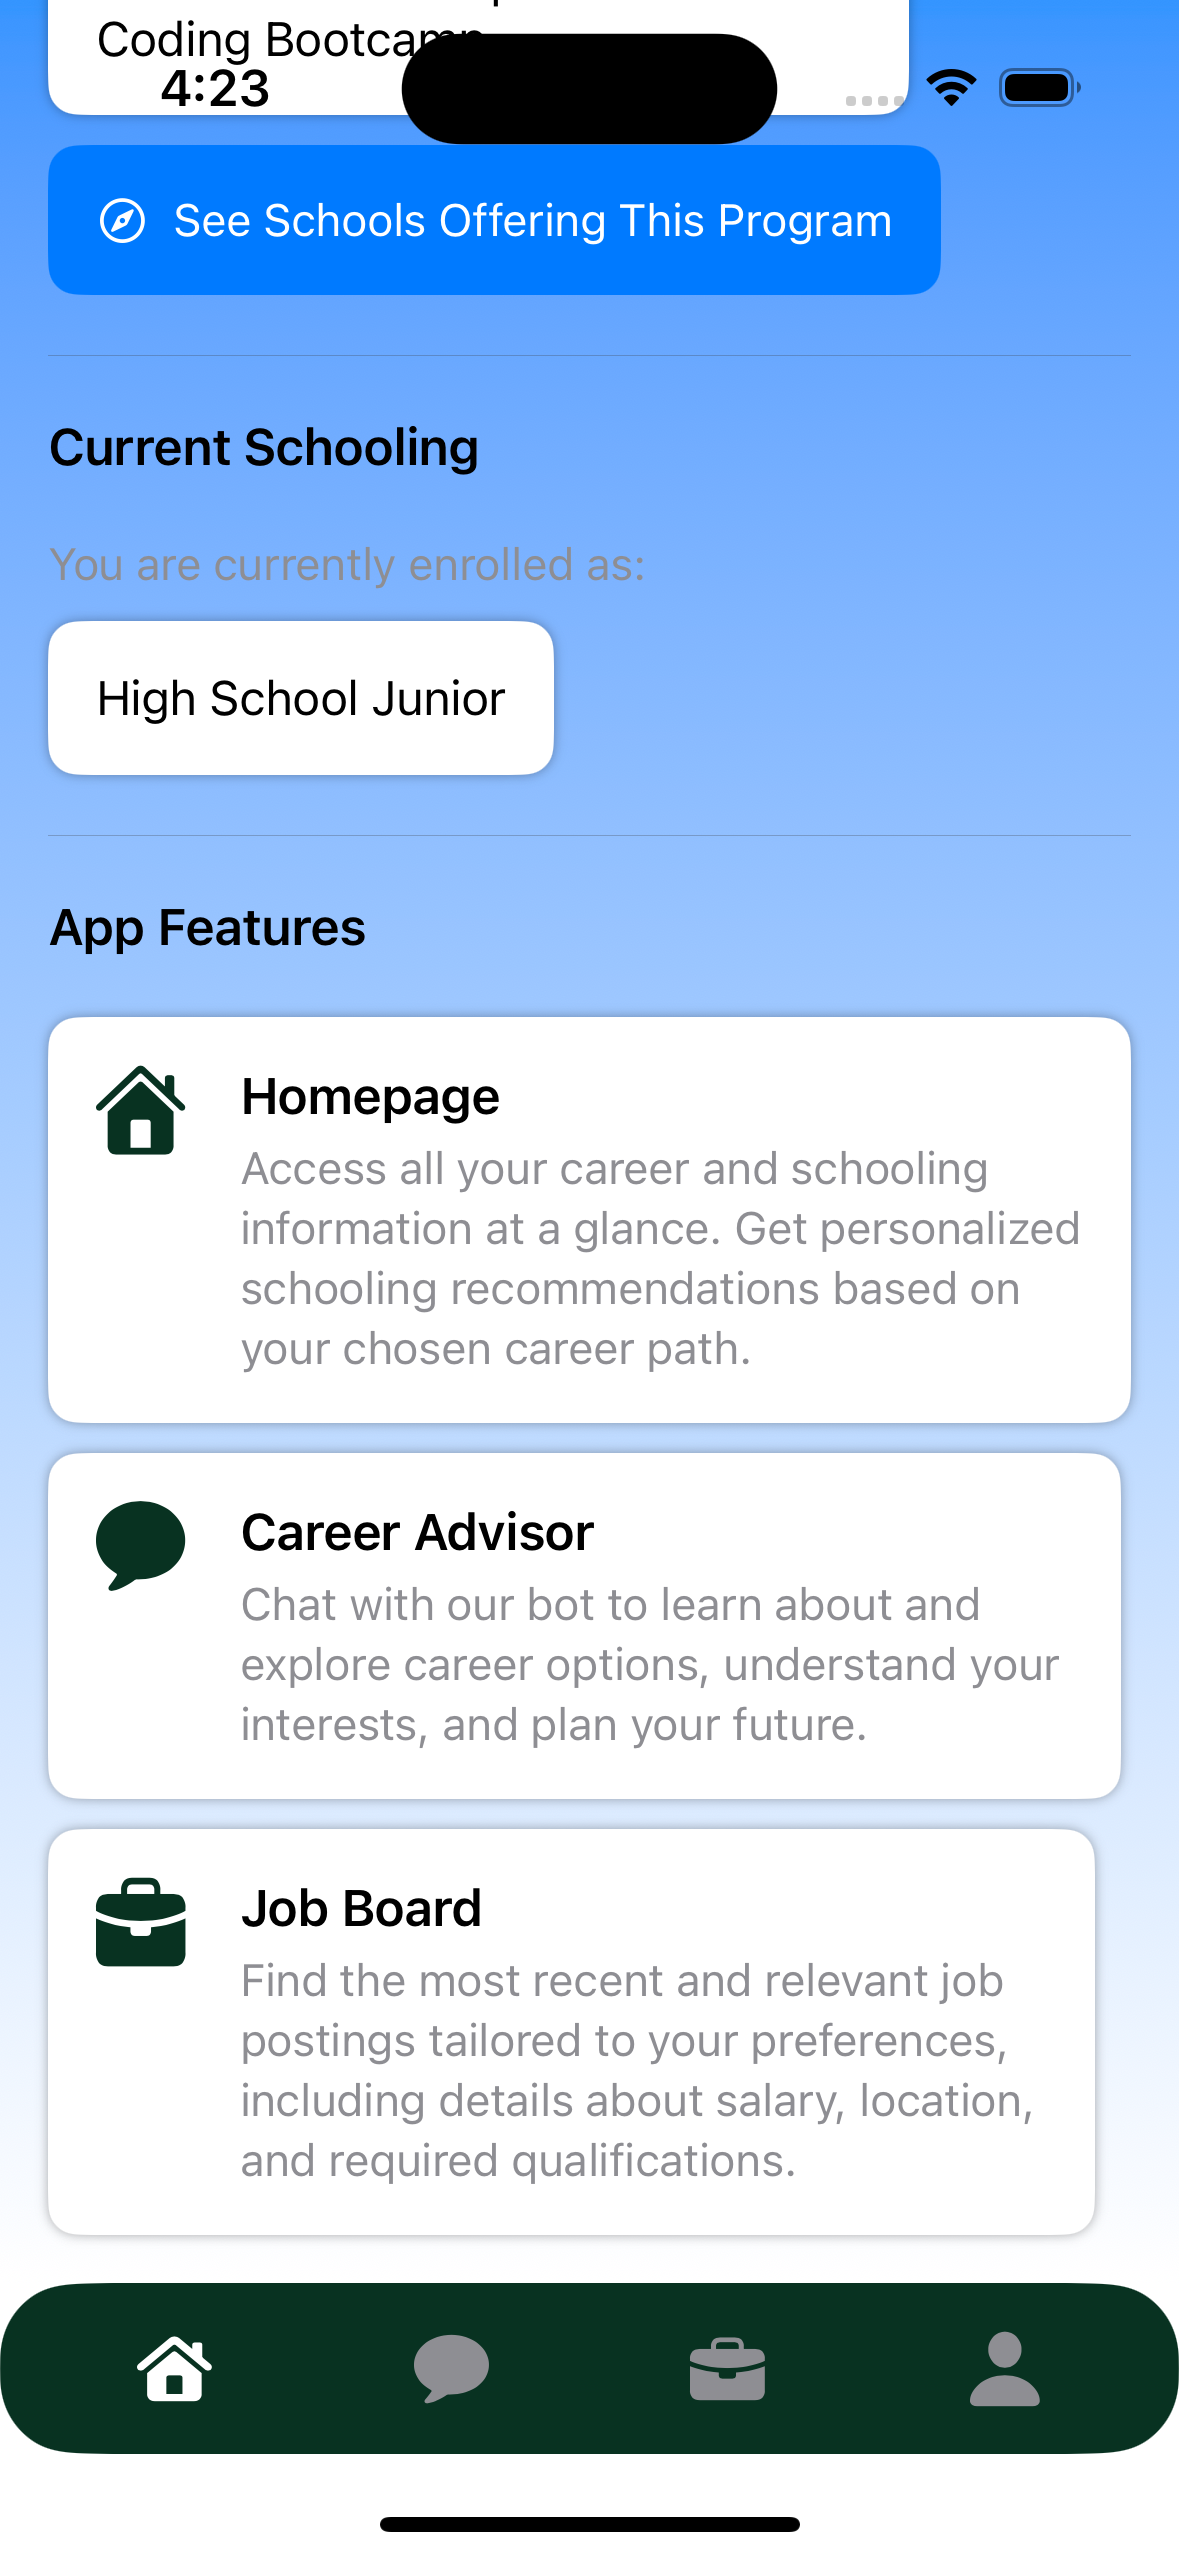 Coding Bootcamp
4:23
See Schools Offering This Program
Current Schooling
You are currently enrolled as:
High School Junior
App Features
Homepage
Access all your career and schooling
information at a glance. Get personalized
schooling recommendations based on
your chosen career path.
Career Advisor
Chat with our bot to learn about and
explore career options, understand your
interests, and plan your future.
Job Board
Find the most recent and relevant job
postings tailored to your preferences,
including details about salary, location,
and required qualifications.